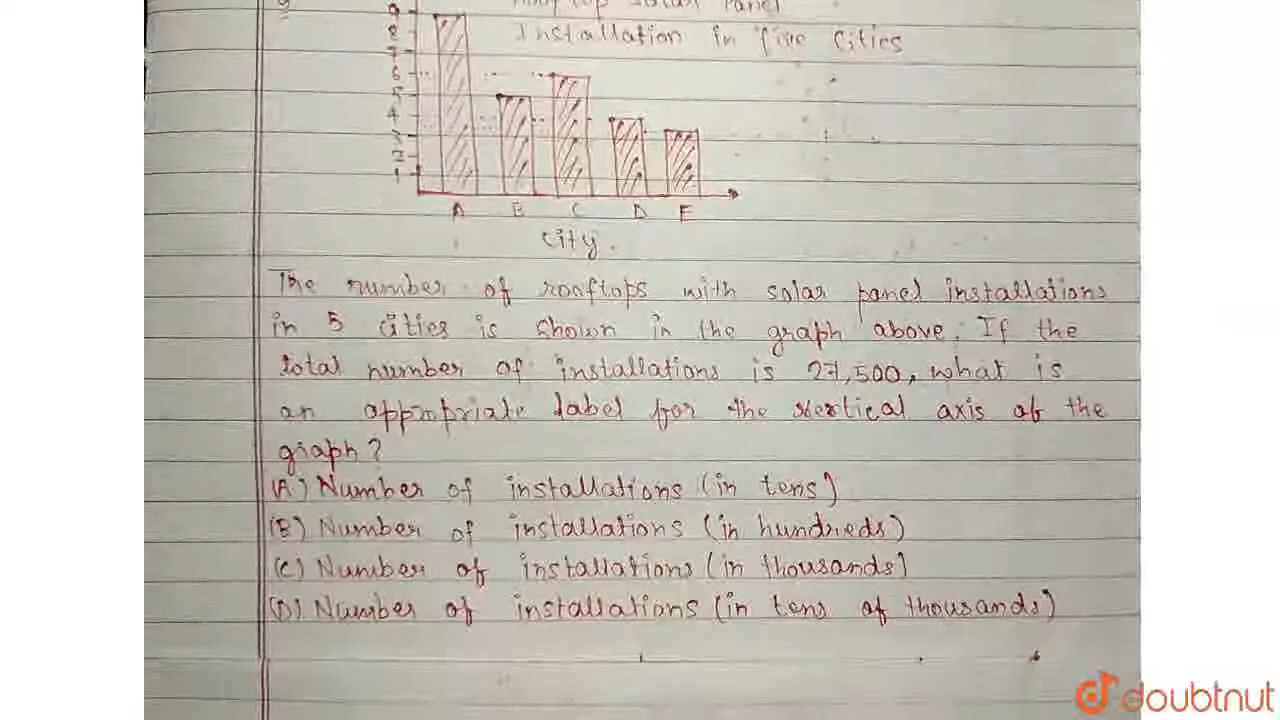 9
Rooftop Solar Panel
8
Installation in five Cities
7
6
5
4
3
2
1
A B C D E
City.
The number of rooftops with solar panel installations
in 5 cities is shown in the graph above. If the
total number of installations is 27,500, what is
an appropriate label for the vertical axis of the
graph?
(A) Number of installations (in tens)
(B) Number of installations (in hundreds)
(C) Number of installations (in thousands)
(D) Number of installations (in tens of thousands)
doubtnut